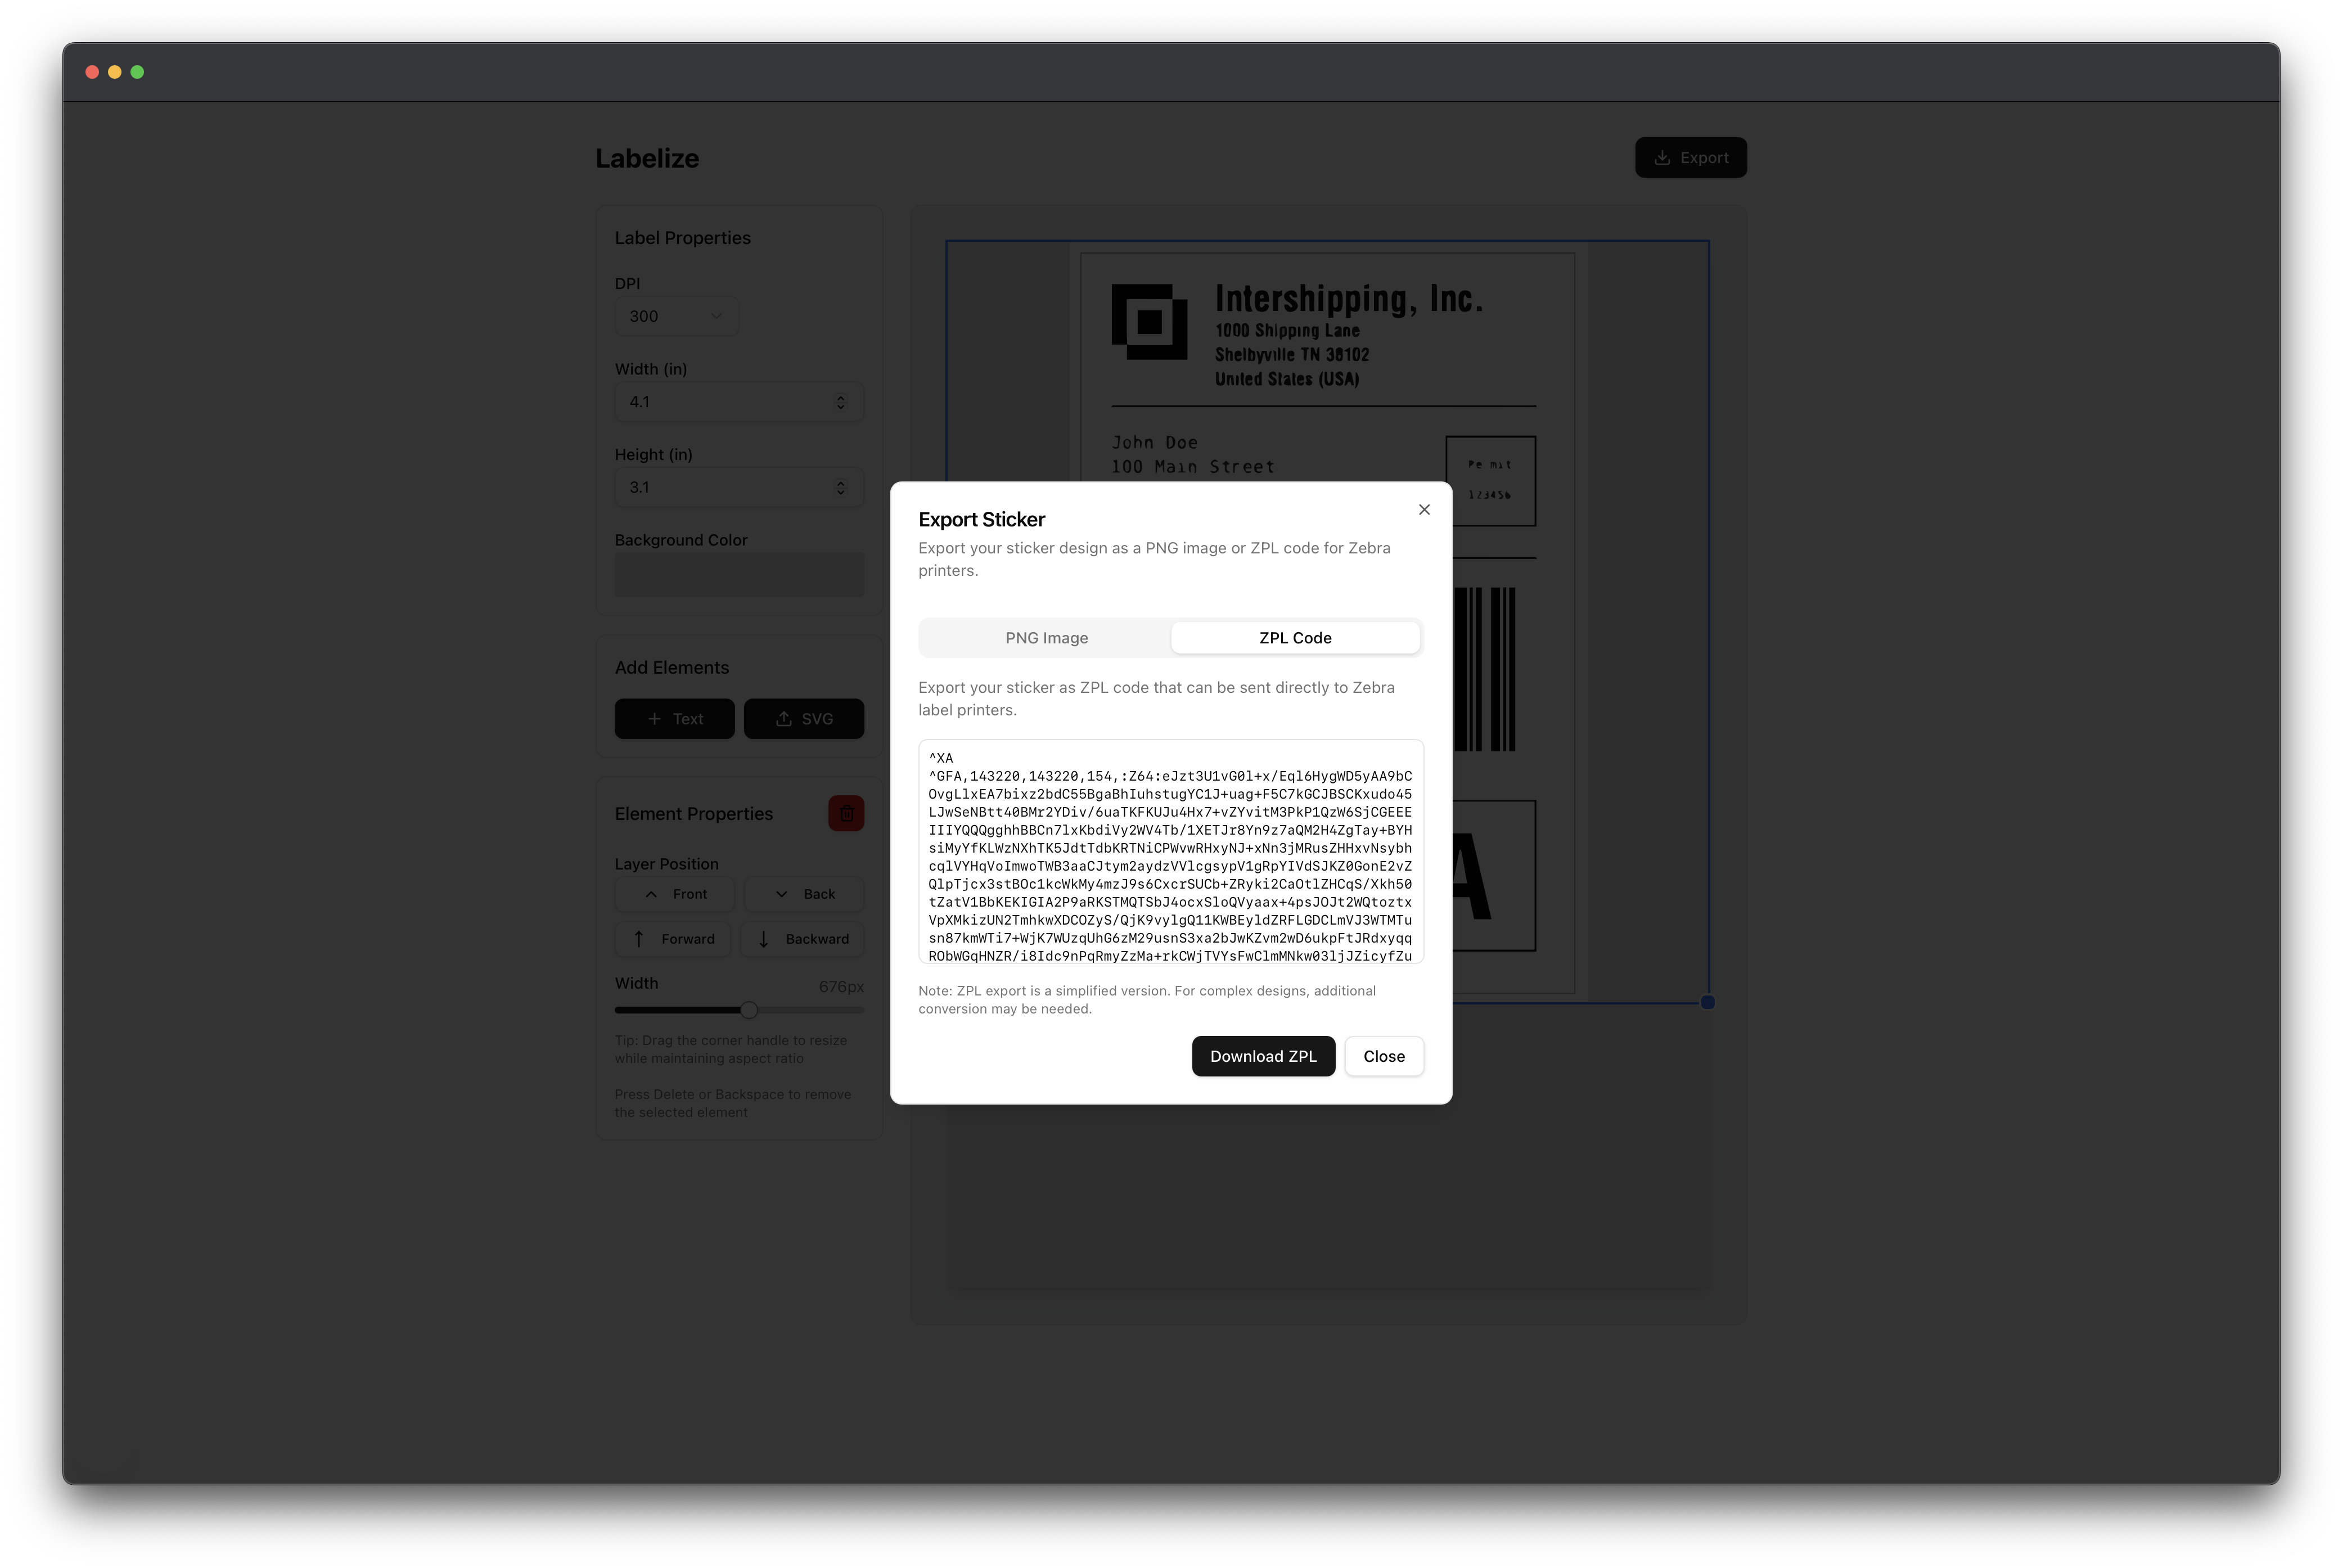 Labelize
Export
Label Properties
DPI
300
Width (in)
4.1
Height (in)
3.1
Background Color
Add Elements
Text
SVG
Element Properties
Layer Position
Front
Back
Forward
Backward
Width
676px
Tip: Drag the corner handle to resize
while maintaining aspect ratio
Press Delete or Backspace to remove
the selected element
Intershipping, Inc.
1000 Shipping Lane
Shelbyville TN 38102
United States (USA)
John Doe
100 Main Street
Pe mit
123456
A
Export Sticker
Export your sticker design as a PNG image or ZPL code for Zebra
printers.
PNG Image
ZPL Code
Export your sticker as ZPL code that can be sent directly to Zebra
label printers.
^XA
^GFA,143220,143220,154,:Z64:eJzt3U1vG0l+x/Eql6HygWD5yAA9bC
OvgLlxEA7bixz2bdC55BgaBhIuhstugYC1J+uag+F5C7kGCJBSCKxudo45
LJwSeNBtt40BMr2YDiv/6uaTKFKUJu4Hx7+vZYvitM3PkP1QzW6SjCGEEE
IIIYQQQgghhBBCn7lxKbdiVy2WV4Tb/1XETJr8Yn9z7aQM2H4ZgTay+BYH
siMyYfKLWzNXhTK5JdtTdbKRTNiCPWvwRHxyNJ+xNn3jMRusZHHxvNsybh
cqlVYHqVoImwoTWB3aaCJtym2aydzVVlcgsypV1gRpYIVdSJKZ0GonE2vZ
QlpTjcx3stBOc1kcWkMy4mzJ9s6CxcrSUCb+ZRyki2CaOtlZHCqS/Xkh50
tZatV1BbKEKIGIA2P9aRKSTMQTSbJ4ocxSloQVyaax+4psJOJt2WQtoztx
VpXMkizUN2TmhkwXDCOZyS/QjK9vylgQ11KWBEyldZRFLGDCLmVJ3WTMTu
sn87kmWTi7+WjK7WUzqUhG6zM29usnS3xa2bJwKZvm2wD6ukpFtJRdxyqq
RObWGqHNZR/i8Idc9nPqRmyZzMa+rkCWjTVYsFwClmMNkw03ljJZicyfZu
Note: ZPL export is a simplified version. For complex designs, additional
conversion may be needed.
Download ZPL
Close